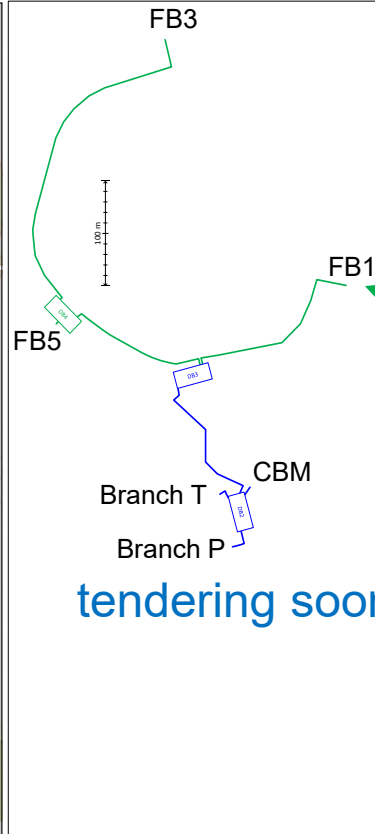 FB3
100 m
FB1
DB4
FB5
DB3
CBM
Branch T
DB2
Branch P
tendering soon